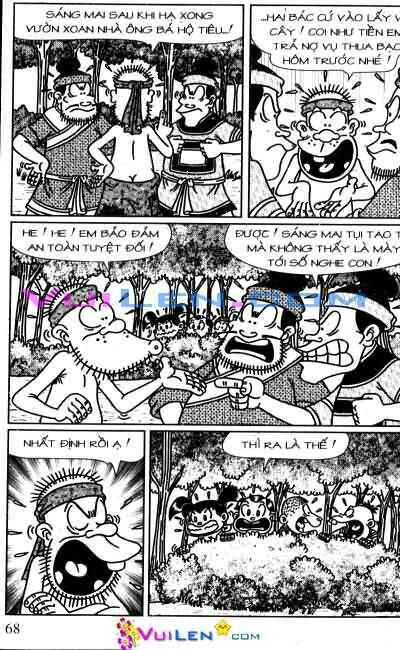 SÁNG MAI SAU KHI HẠ XONG
VƯỜN XOAN NHÀ ÔNG BÁ HỘ TIÊU...!
...HAI BÁC CỨ VÀO LẤY
CÂY! COI NHƯ TIỀN EM
TRẢ NỢ VỤ THUA BẠC
HÔM TRƯỚC NHÉ!
HE! HE! EM BẢO ĐẢM
AN TOÀN TUYỆT ĐỐI!
ĐƯỢC! SÁNG MAI TỤI TAO T
MÀ KHÔNG THẤY LÀ MÀY
TỚI SỐ NGHE CON!
VUILEN.COM
NHẤT ĐỊNH RỒI Ạ!
THÌ RA LÀ THẾ!
68
VUILEN.COM